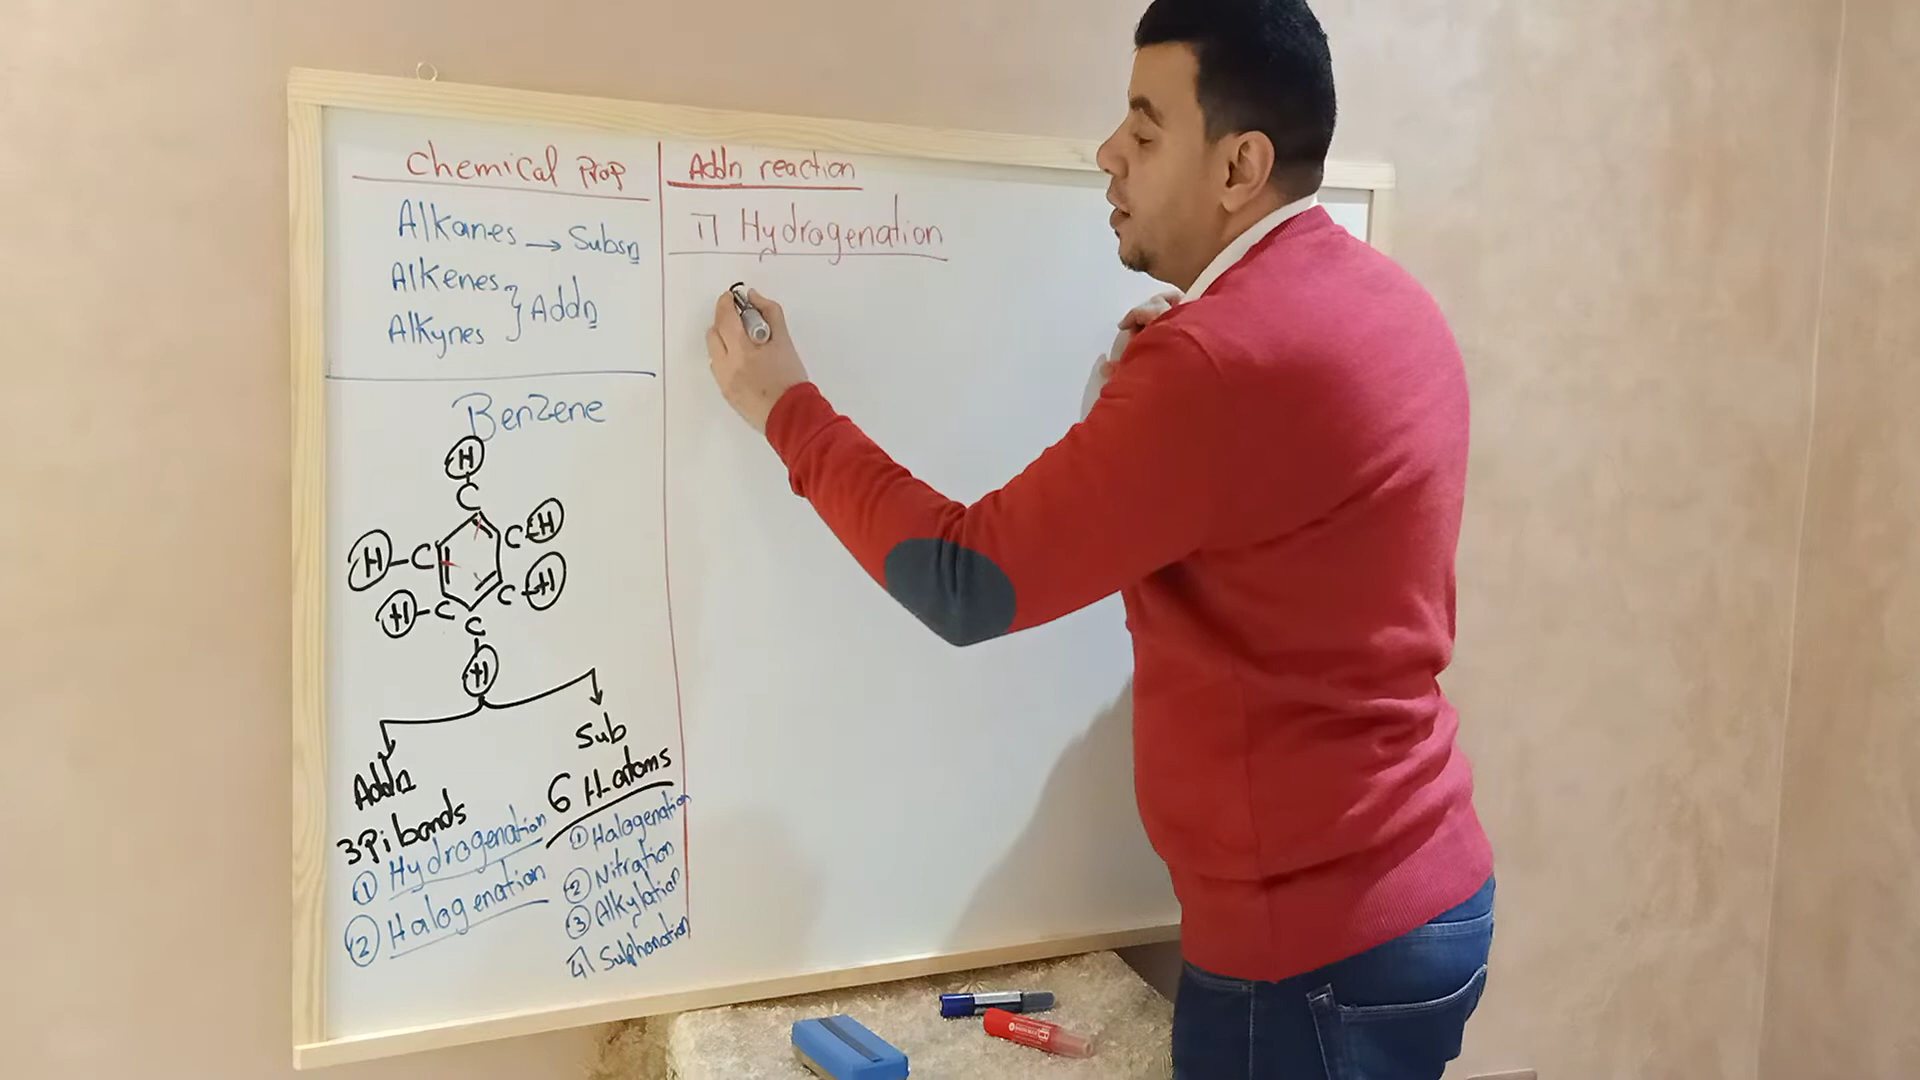 Chemical Prop
Alkanes → Subsn
Alkenes } Addn
Alkynes
Benzene
H
C
H-C
C-H
H-C
C-H
C
H
Addn
3 Pi bonds
① Hydrogenation
② Halogenation
Sub
6 H-atoms
① Halogenation
② Nitration
③ Alkylation
4 Sulphonation
Addn reaction
1 Hydrogenation